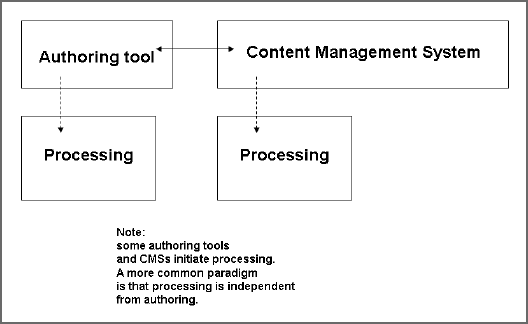 Authoring tool
Content Management System
Processing
Processing
Note:
some authoring tools
and CMSs initiate processing.
A more common paradigm
is that processing is independent
from authoring.